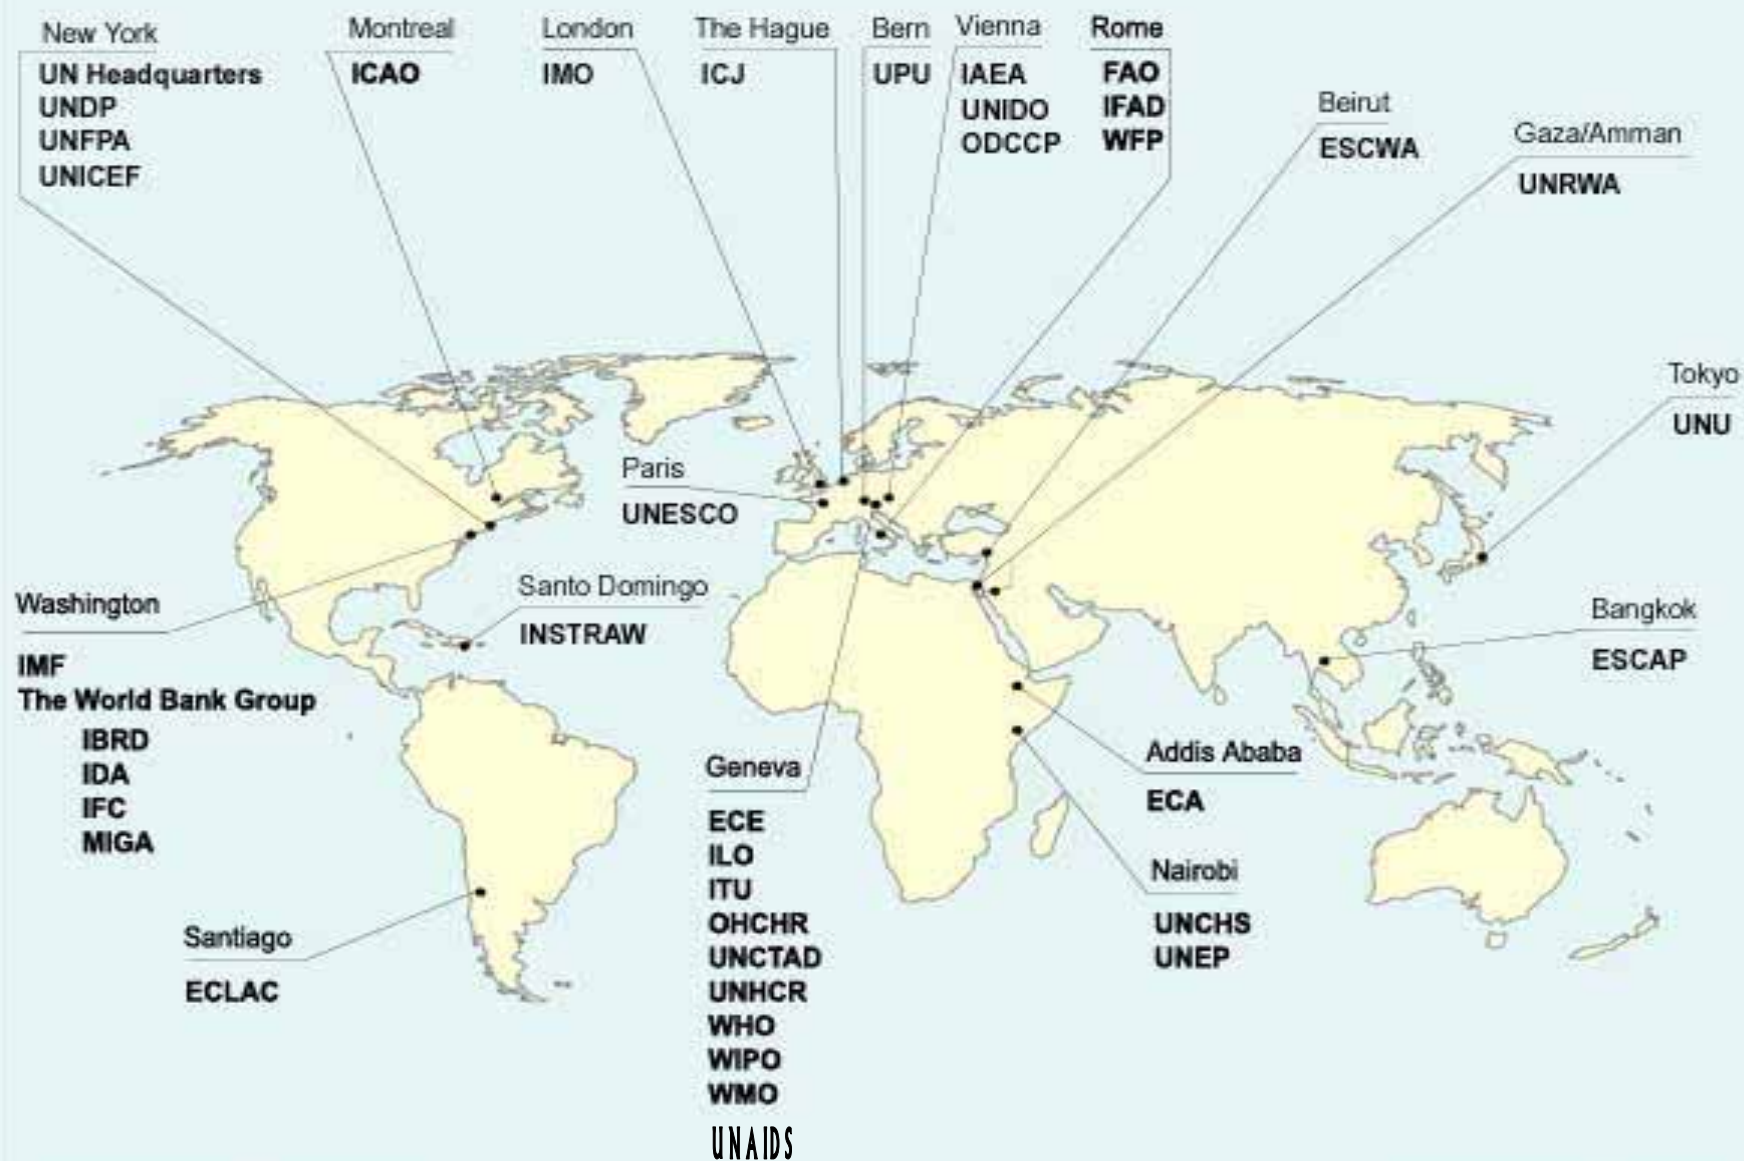 New York
UN Headquarters
UNDP
UNFPA
UNICEF
Montreal
ICAO
London
IMO
The Hague
ICJ
Bern
UPU
Vienna
IAEA
UNIDO
ODCCP
Rome
FAO
IFAD
WFP
Beirut
ESCWA
Gaza/Amman
UNRWA
Tokyo
UNU
Paris
UNESCO
Washington
IMF
The World Bank Group
IBRD
IDA
IFC
MIGA
Santo Domingo
INSTRAW
Bangkok
ESCAP
Geneva
ECE
ILO
ITU
OHCHR
UNCTAD
UNHCR
WHO
WIPO
WMO
UNAIDS
Addis Ababa
ECA
Nairobi
UNCHS
UNEP
Santiago
ECLAC